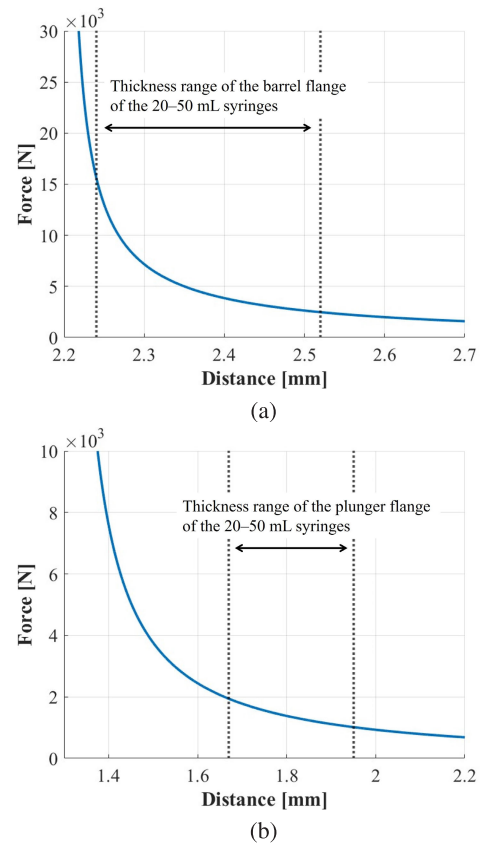 ×10³
30
25
20
15
10
5
0
Force [N]
Thickness range of the barrel flange
of the 20–50 mL syringes
2.2 2.3 2.4 2.5 2.6 2.7
Distance [mm]
(a)
×10³
10
8
6
4
2
0
Force [N]
Thickness range of the plunger flange
of the 20–50 mL syringes
1.4 1.6 1.8 2 2.2
Distance [mm]
(b)